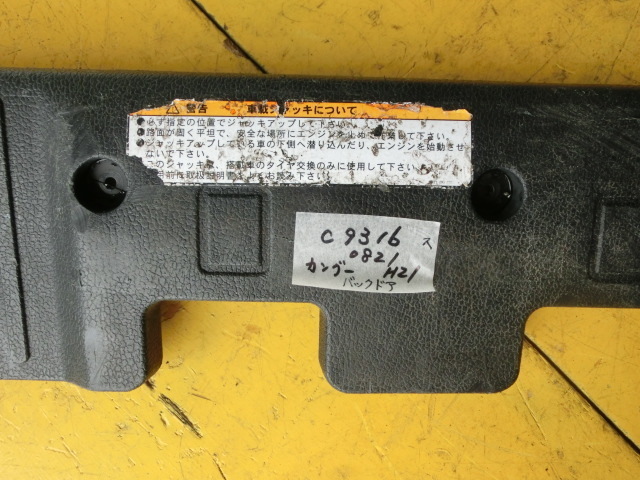 警告 車載ジャッキについて
●必ず指定の位置でジャッキアップして下さい。
●路面が固く平坦で、安全な場所にエンジンを止めて 下さい。
●ジャッキアップしている車の下側へ潜り込んだり、エンジンを始動させ
ないで下さい。
このジャッキは、搭載車のタイヤ交換のみに使用して下さい
取扱説明書 よくお読み下さい。
C9316 ス
0821
カングー H21
バックドア